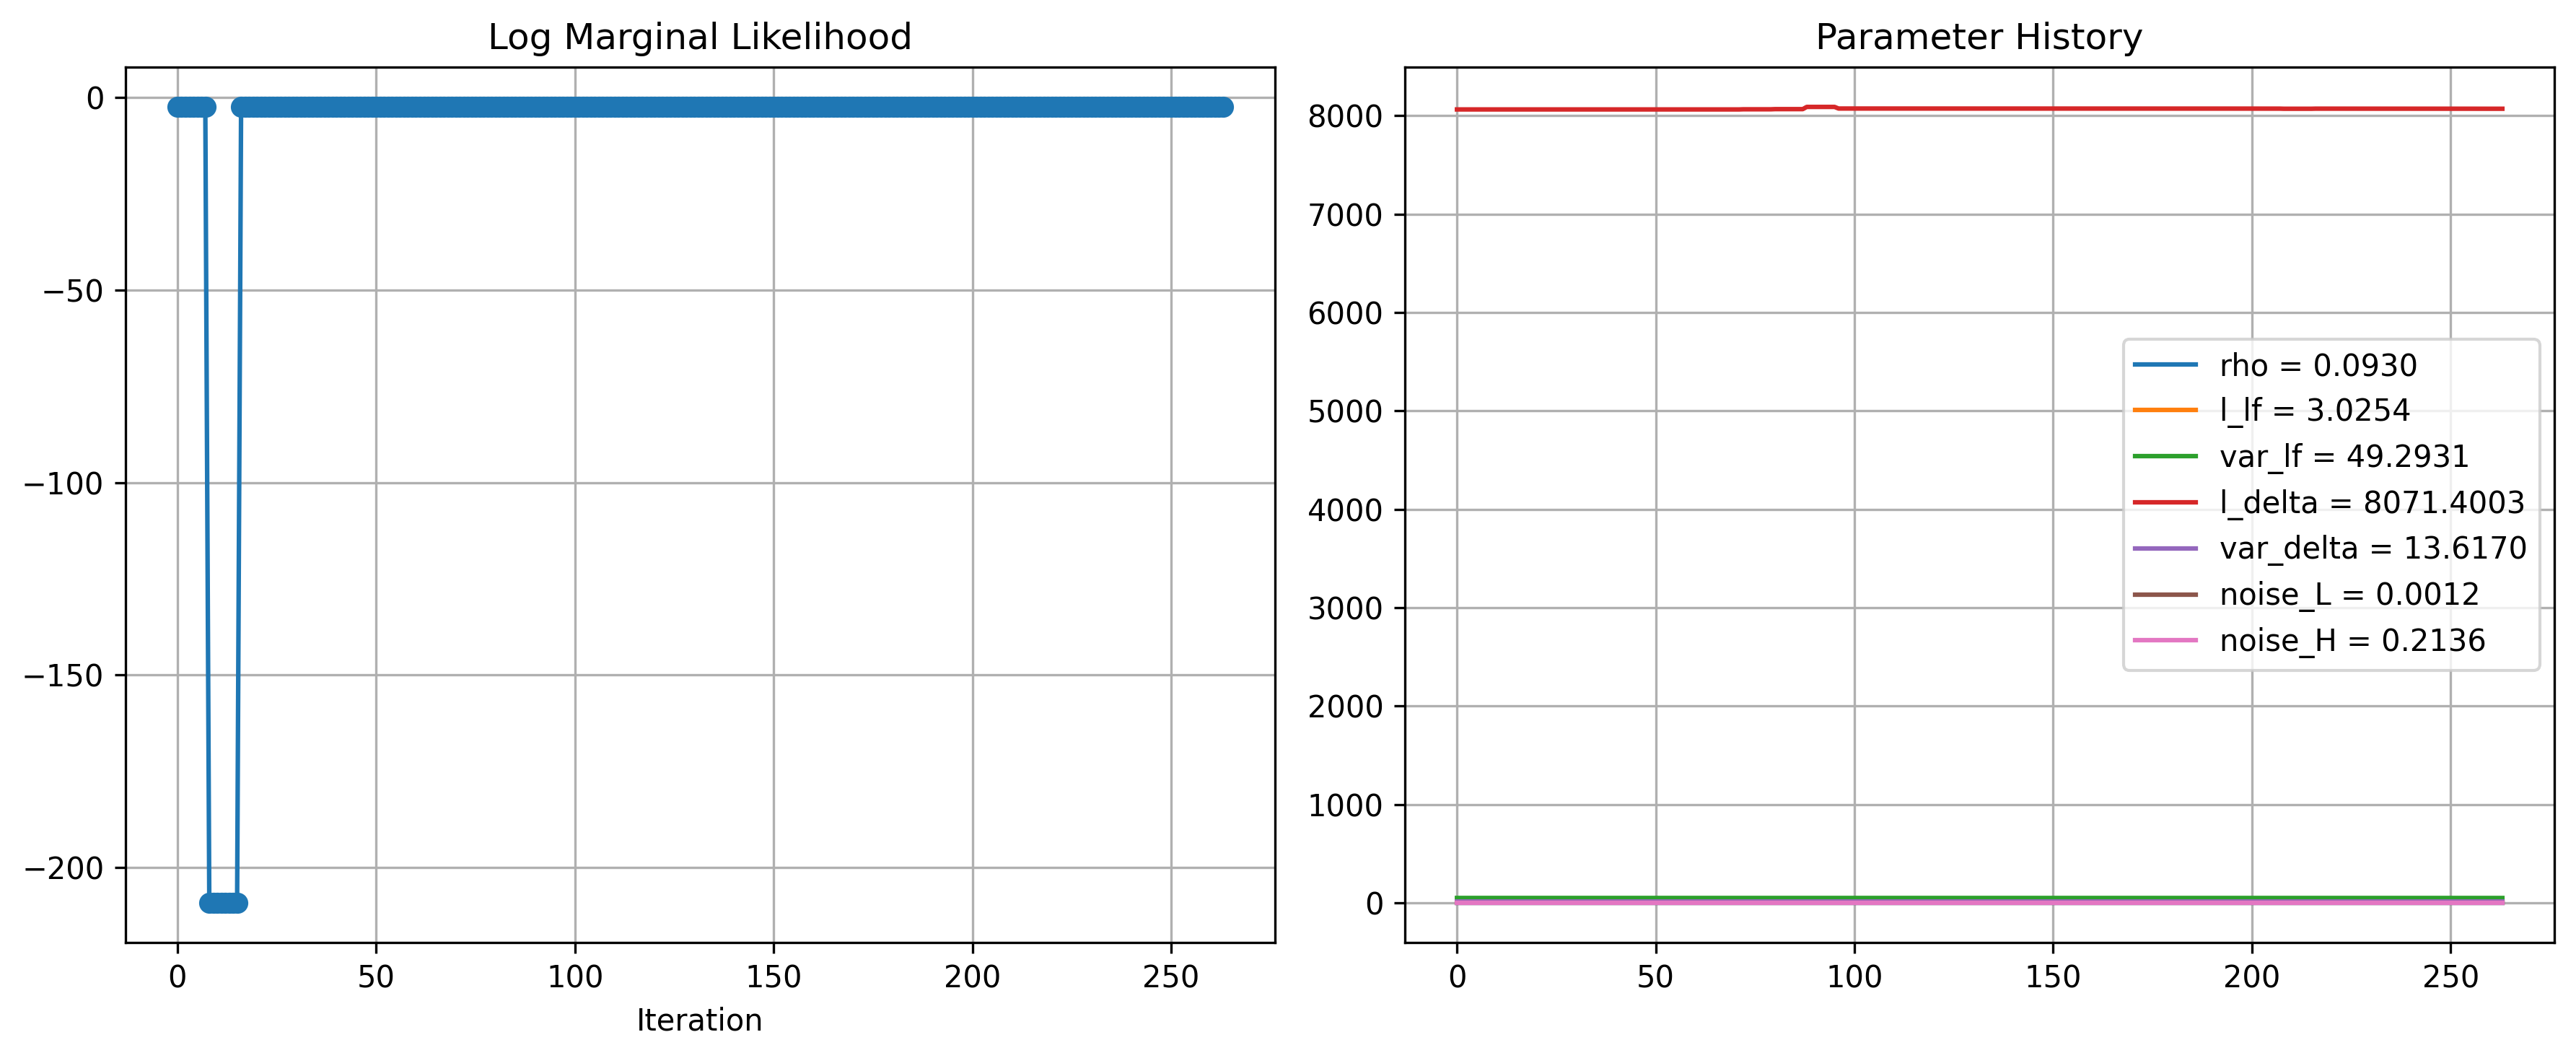 Log Marginal Likelihood
0
−50
−100
−150
−200
0 50 100 150 200 250
Iteration
Parameter History
8000
7000
6000
5000
4000
3000
2000
1000
0
0 50 100 150 200 250
rho = 0.0930
l_lf = 3.0254
var_lf = 49.2931
l_delta = 8071.4003
var_delta = 13.6170
noise_L = 0.0012
noise_H = 0.2136